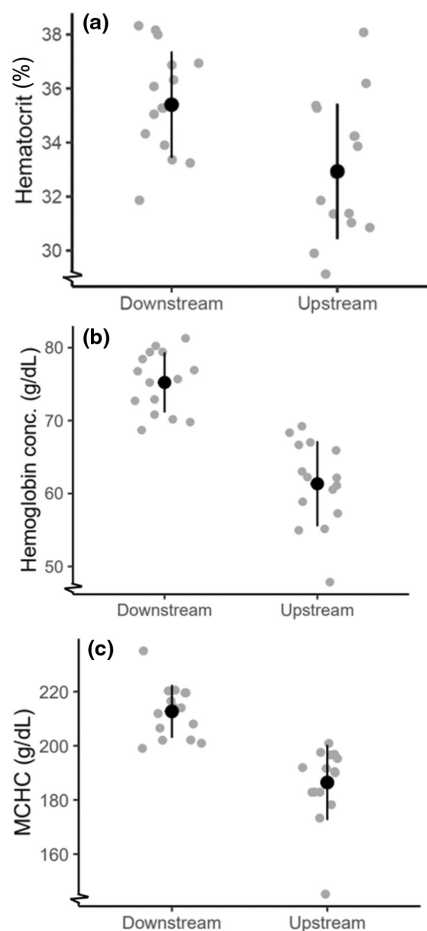 (a)
38
36
34
32
30
Hematocrit (%)
Downstream Upstream
(b)
80
70
60
50
Hemoglobin conc. (g/dL)
Downstream Upstream
(c)
220
200
180
160
MCHC (g/dL)
Downstream Upstream